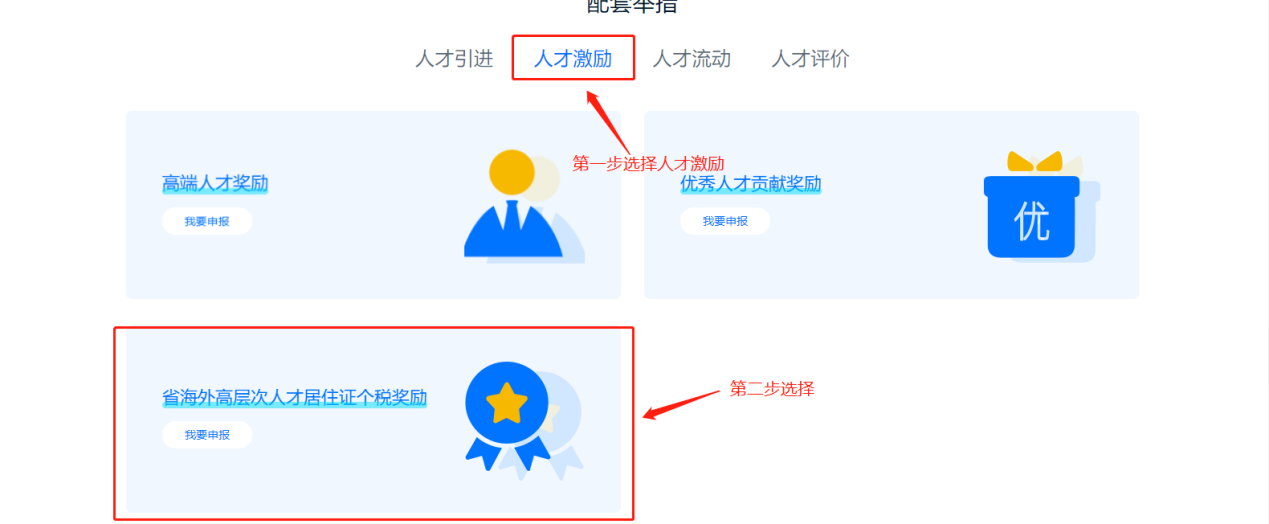 配套举措
人才引进 人才激励 人才流动 人才评价
第一步选择人才激励
高端人才奖励
我要申报
优秀人才贡献奖励
我要申报
优
省海外高层次人才居住证个税奖励
我要申报
第二步选择